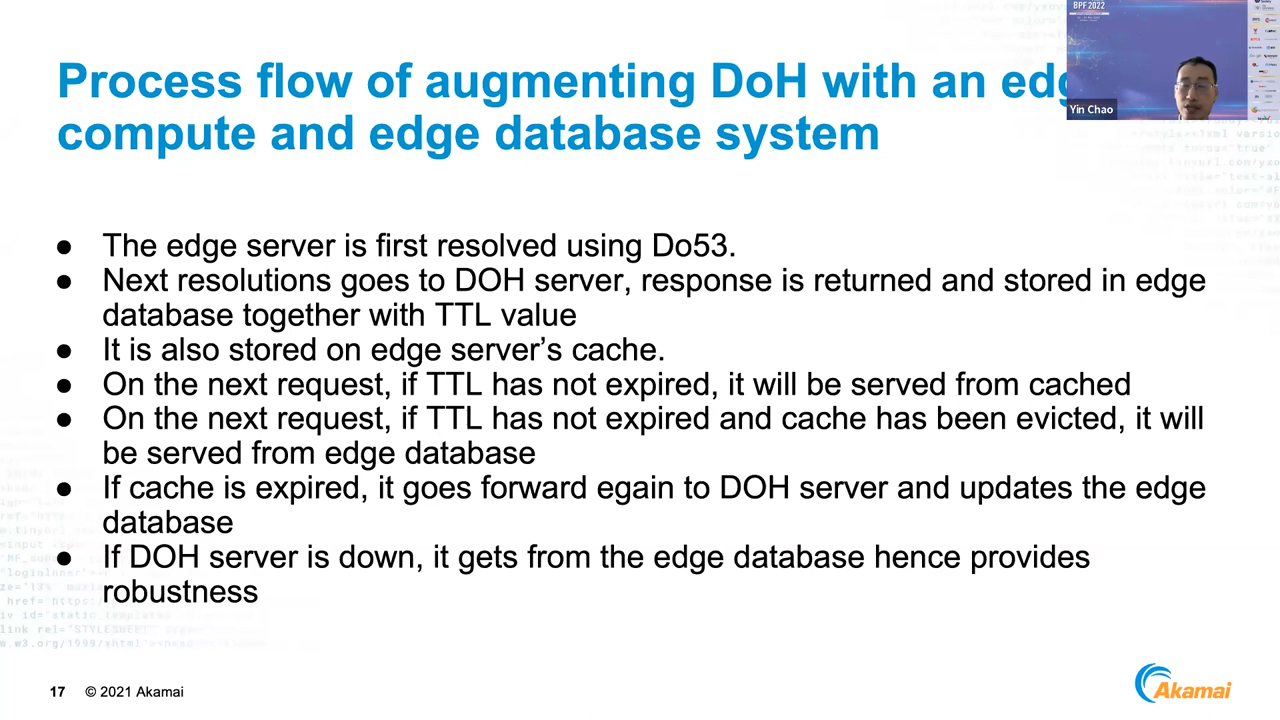 Process flow of augmenting DoH with an edg
compute and edge database system
BPF 2022
Yin Chao
● The edge server is first resolved using Do53.
● Next resolutions goes to DOH server, response is returned and stored in edge
database together with TTL value
● It is also stored on edge server’s cache.
● On the next request, if TTL has not expired, it will be served from cached
● On the next request, if TTL has not expired and cache has been evicted, it will
be served from edge database
● If cache is expired, it goes forward egain to DOH server and updates the edge
database
● If DOH server is down, it gets from the edge database hence provides
robustness
17 © 2021 Akamai
Akamai